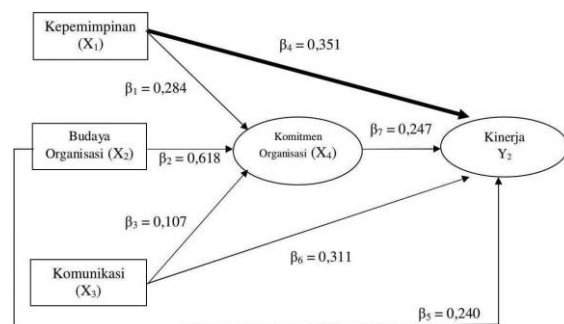 Kepemimpinan
(X₁)
β₄ = 0,351
β₁ = 0,284
Budaya
Organisasi (X₂)
β₂ = 0,618
Komitmen
Organisasi (X₄)
β₇ = 0,247
Kinerja
Y₂
β₃ = 0,107
β₆ = 0,311
Komunikasi
(X₃)
β₅ = 0,240